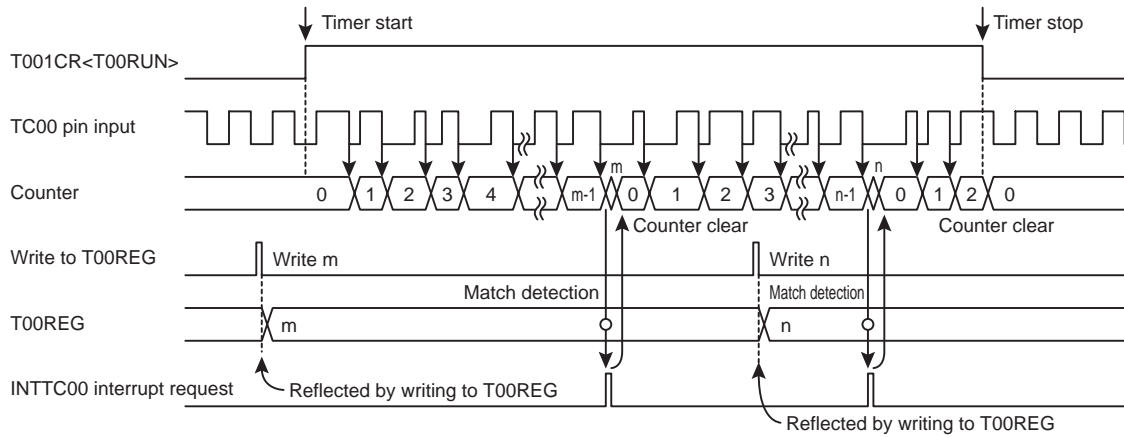 Timer start
Timer stop
T001CR<T00RUN>
TC00 pin input
m
n
Counter
0 1 2 3 4 m-1 0 1 2 3 n-1 0 1 2 0
Counter clear
Counter clear
Write to T00REG
Write m
Write n
Match detection
Match detection
T00REG
m
n
INTTC00 interrupt request
Reflected by writing to T00REG
Reflected by writing to T00REG